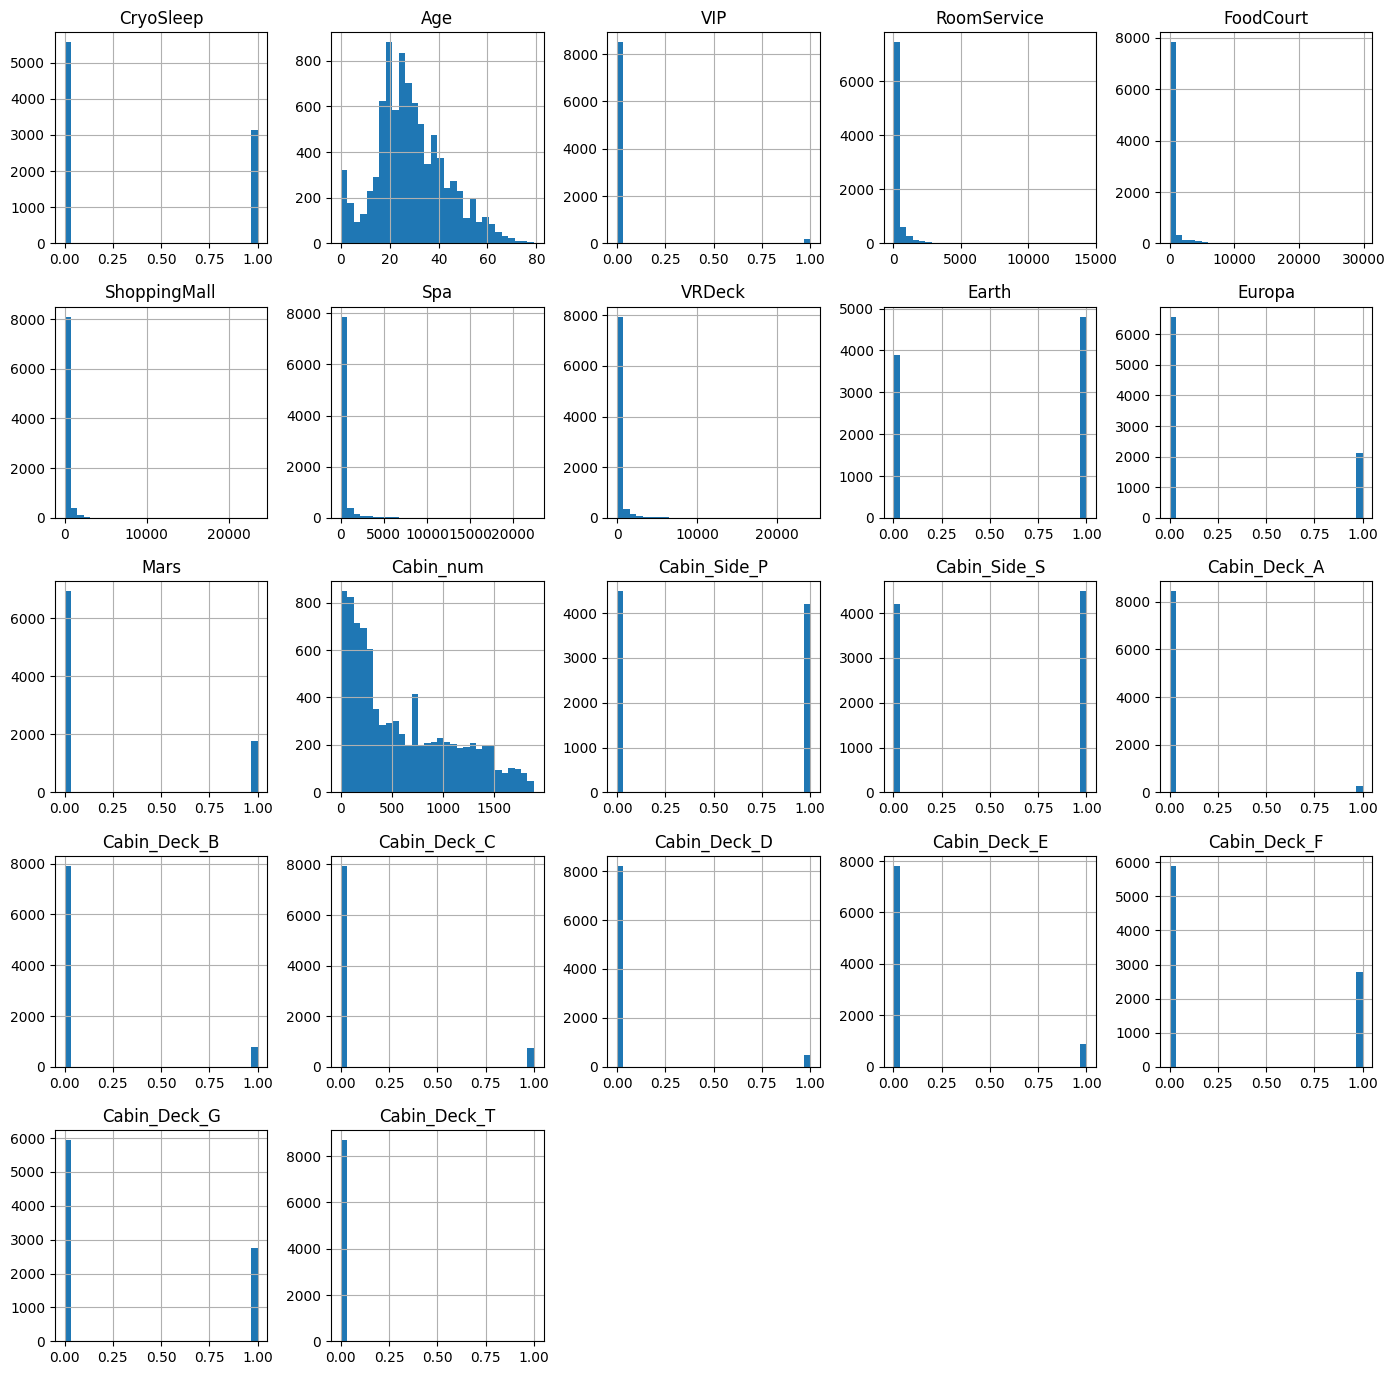 CryoSleep Age VIP RoomService FoodCourt
5000 800 8000 6000 8000
4000 600 6000 4000 6000
3000 400 4000 2000 4000
2000 200 2000 0 2000
1000 0 0 0
0
0.00 0.25 0.50 0.75 1.00 0 20 40 60 80 0.00 0.25 0.50 0.75 1.00 0 5000 10000 15000 0 10000 20000 30000
ShoppingMall Spa VRDeck Earth Europa
8000 8000 8000 5000 6000
6000 6000 6000 4000 5000
4000 4000 4000 3000 4000
2000 2000 2000 2000 3000
0 0 0 1000 2000
0 1000
0
0 10000 20000 0 5000 10000 15000 20000 0 10000 20000 0.00 0.25 0.50 0.75 1.00 0.00 0.25 0.50 0.75 1.00
Mars Cabin_num Cabin_Side_P Cabin_Side_S Cabin_Deck_A
6000 800 4000 4000 8000
4000 600 3000 3000 6000
2000 400 2000 2000 4000
0 200 1000 1000 2000
0 0 0 0
0.00 0.25 0.50 0.75 1.00 0 500 1000 1500 0.00 0.25 0.50 0.75 1.00 0.00 0.25 0.50 0.75 1.00 0.00 0.25 0.50 0.75 1.00
Cabin_Deck_B Cabin_Deck_C Cabin_Deck_D Cabin_Deck_E Cabin_Deck_F
8000 8000 8000 8000 6000
6000 6000 6000 6000 5000
4000 4000 4000 4000 4000
2000 2000 2000 2000 3000
0 0 0 0 2000
1000
0
0.00 0.25 0.50 0.75 1.00 0.00 0.25 0.50 0.75 1.00 0.00 0.25 0.50 0.75 1.00 0.00 0.25 0.50 0.75 1.00 0.00 0.25 0.50 0.75 1.00
Cabin_Deck_G Cabin_Deck_T
6000 8000
5000 6000
4000 4000
3000 2000
2000 0
1000
0
0.00 0.25 0.50 0.75 1.00 0.00 0.25 0.50 0.75 1.00